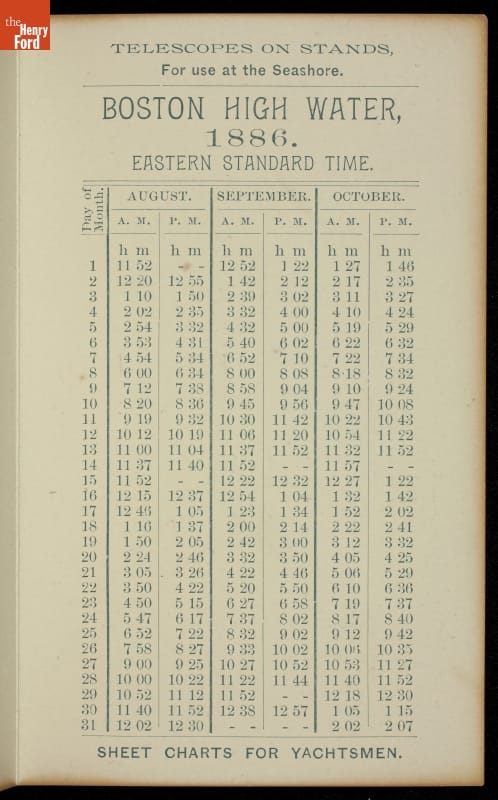 the
Henry
Ford
TELESCOPES ON STANDS,
For use at the Seashore.
BOSTON HIGH WATER,
1886.
EASTERN STANDARD TIME.
Day of Month. AUGUST. SEPTEMBER. OCTOBER.
A. M. P. M. A. M. P. M. A. M. P. M.
h m h m h m h m h m h m
1 11 52 - - 12 52 1 22 1 27 1 46
2 12 20 12 55 1 42 2 12 2 17 2 35
3 1 10 1 50 2 39 3 02 3 11 3 27
4 2 02 2 35 3 32 4 00 4 10 4 24
5 2 54 3 32 4 32 5 00 5 19 5 29
6 3 53 4 31 5 40 6 02 6 22 6 32
7 4 54 5 34 6 52 7 10 7 22 7 34
8 6 00 6 34 8 00 8 08 8·18 8 32
9 7 12 7 38 8 58 9 04 9 10 9 24
10 8 20 8 36 9 45 9 56 9 47 10 08
11 9 19 9 32 10 30 11 42 10 22 10 43
12 10 12 10 19 11 06 11 20 10 54 11 22
13 11 00 11 04 11 37 11 52 11 32 11 52
14 11 37 11 40 11 52 - - 11 57 - -
15 11 52 - - 12 22 12 32 12 27 1 22
16 12 15 12 37 12 54 1 04 1 32 1 42
17 12 46 1 05 1 23 1 34 1 52 2 02
18 1 16 1 37 2 00 2 14 2 22 2 41
19 1 50 2 05 2 42 3 00 3 12 3 32
20 2 24 2 46 3 32 3 50 4 05 4 25
21 3 05 3 26 4 22 4 46 5 06 5 29
22 3 50 4 22 5 20 5 50 6 10 6 36
23 4 50 5 15 6 27 6 58 7 19 7 37
24 5 47 6 17 7 37 8 02 8 17 8 40
25 6 52 7 22 8 32 9 02 9 12 9 42
26 7 58 8 27 9 33 10 02 10 06 10 35
27 9 00 9 25 10 27 10 52 10 53 11 27
28 10 00 10 22 11 22 11 44 11 40 11 52
29 10 52 11 12 11 52 - - 12 18 12 30
30 11 40 11 52 12 38 12 57 1 05 1 15
31 12 02 12 30 - - - - 2 02 2 07
SHEET CHARTS FOR YACHTSMEN.